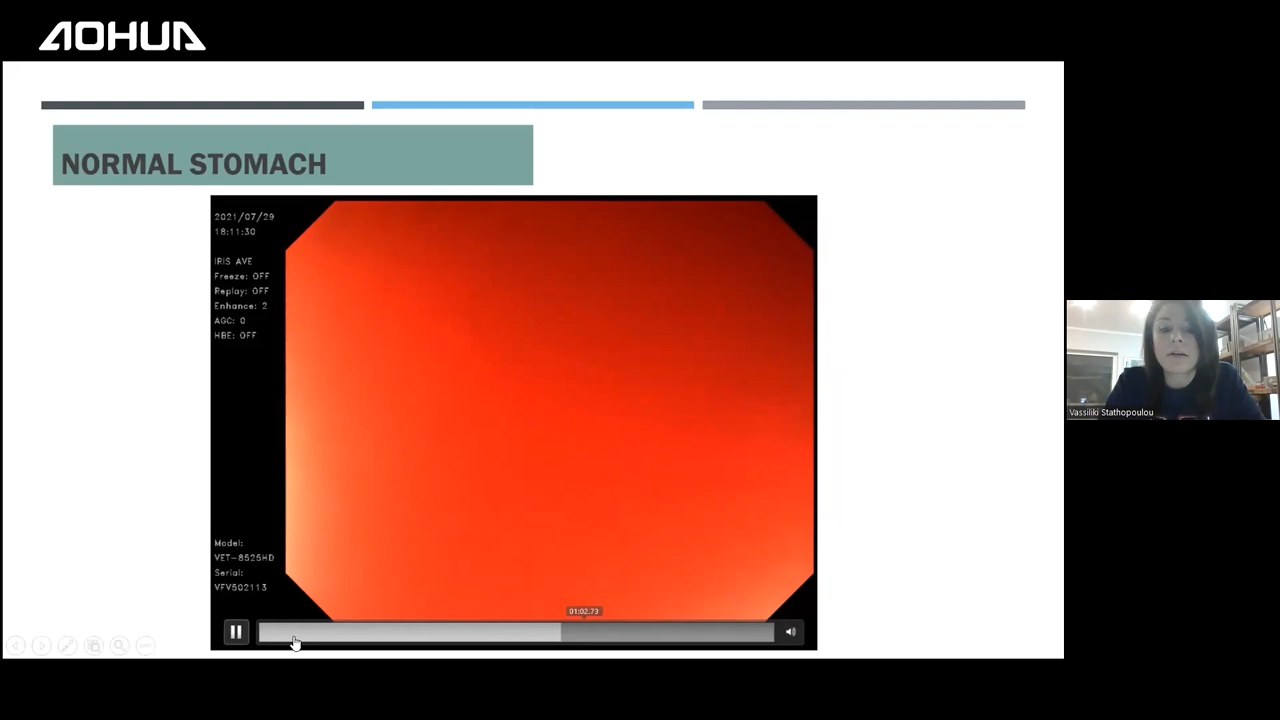 AOHUA
NORMAL STOMACH
2021/07/29
18:11:30
IRIS AVE
Freeze: OFF
Replay: OFF
Enhance: 2
AGC: 0
HBE: OFF
Model:
VET-8525HD
Serial:
VFV502113
01:02.73
Vassiliki Stathopoulou